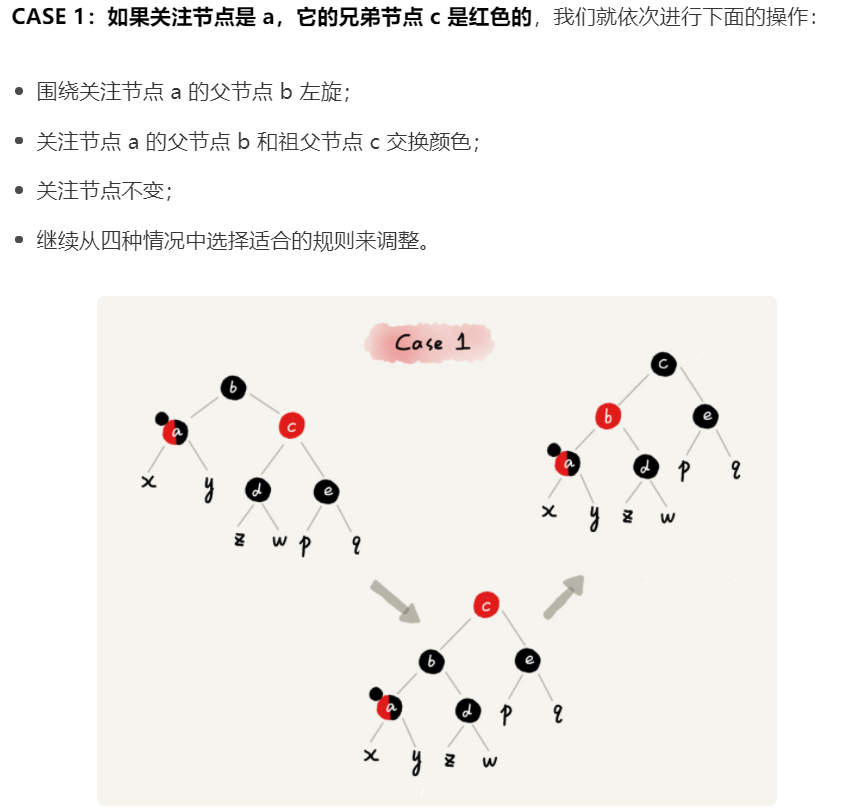 CASE 1：如果关注节点是 a，它的兄弟节点 c 是红色的，我们就依次进行下面的操作：
围绕关注节点 a 的父节点 b 左旋；
关注节点 a 的父节点 b 和祖父节点 c 交换颜色；
关注节点不变；
继续从四种情况中选择适合的规则来调整。
Case 1
b
a c
x y d e
z w p q
c
b e
a d p q
x y z w
c
b e
a d p q
x y z w